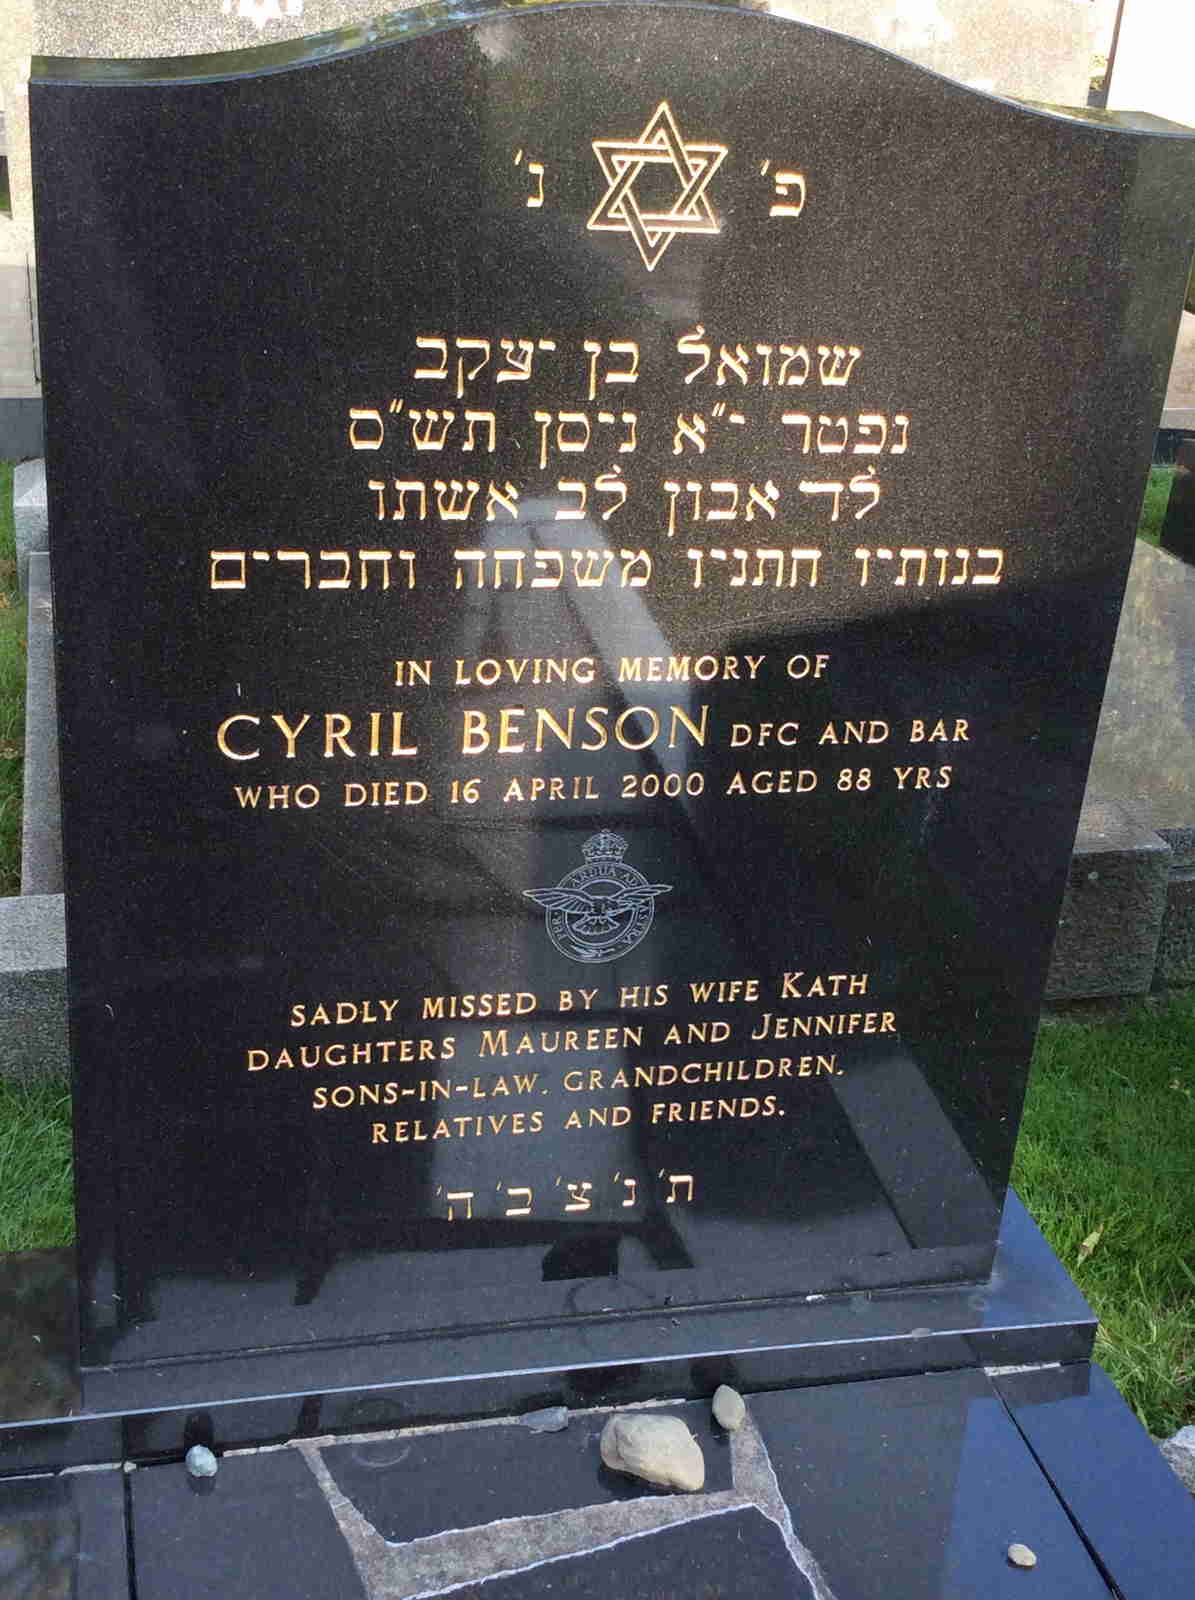 פ' נ'
שמואל בן יעקב
נפטר י"א ניסן תש"ס
לדאבון לב אשתו
בנותיו חתניו משפחה וחברים
IN LOVING MEMORY OF
CYRIL BENSON DFC AND BAR
WHO DIED 16 APRIL 2000 AGED 88 YRS
PER ARDUA AD ASTRA
SADLY MISSED BY HIS WIFE KATH
DAUGHTERS MAUREEN AND JENNIFER
SONS-IN-LAW, GRANDCHILDREN,
RELATIVES AND FRIENDS.
ת' נ' צ' ב' ה'